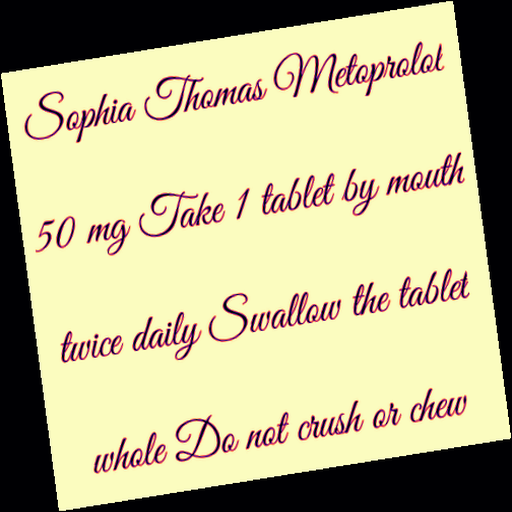 Sophia Thomas Metoprolol
50 mg Take 1 tablet by mouth
twice daily Swallow the tablet
whole Do not crush or chew